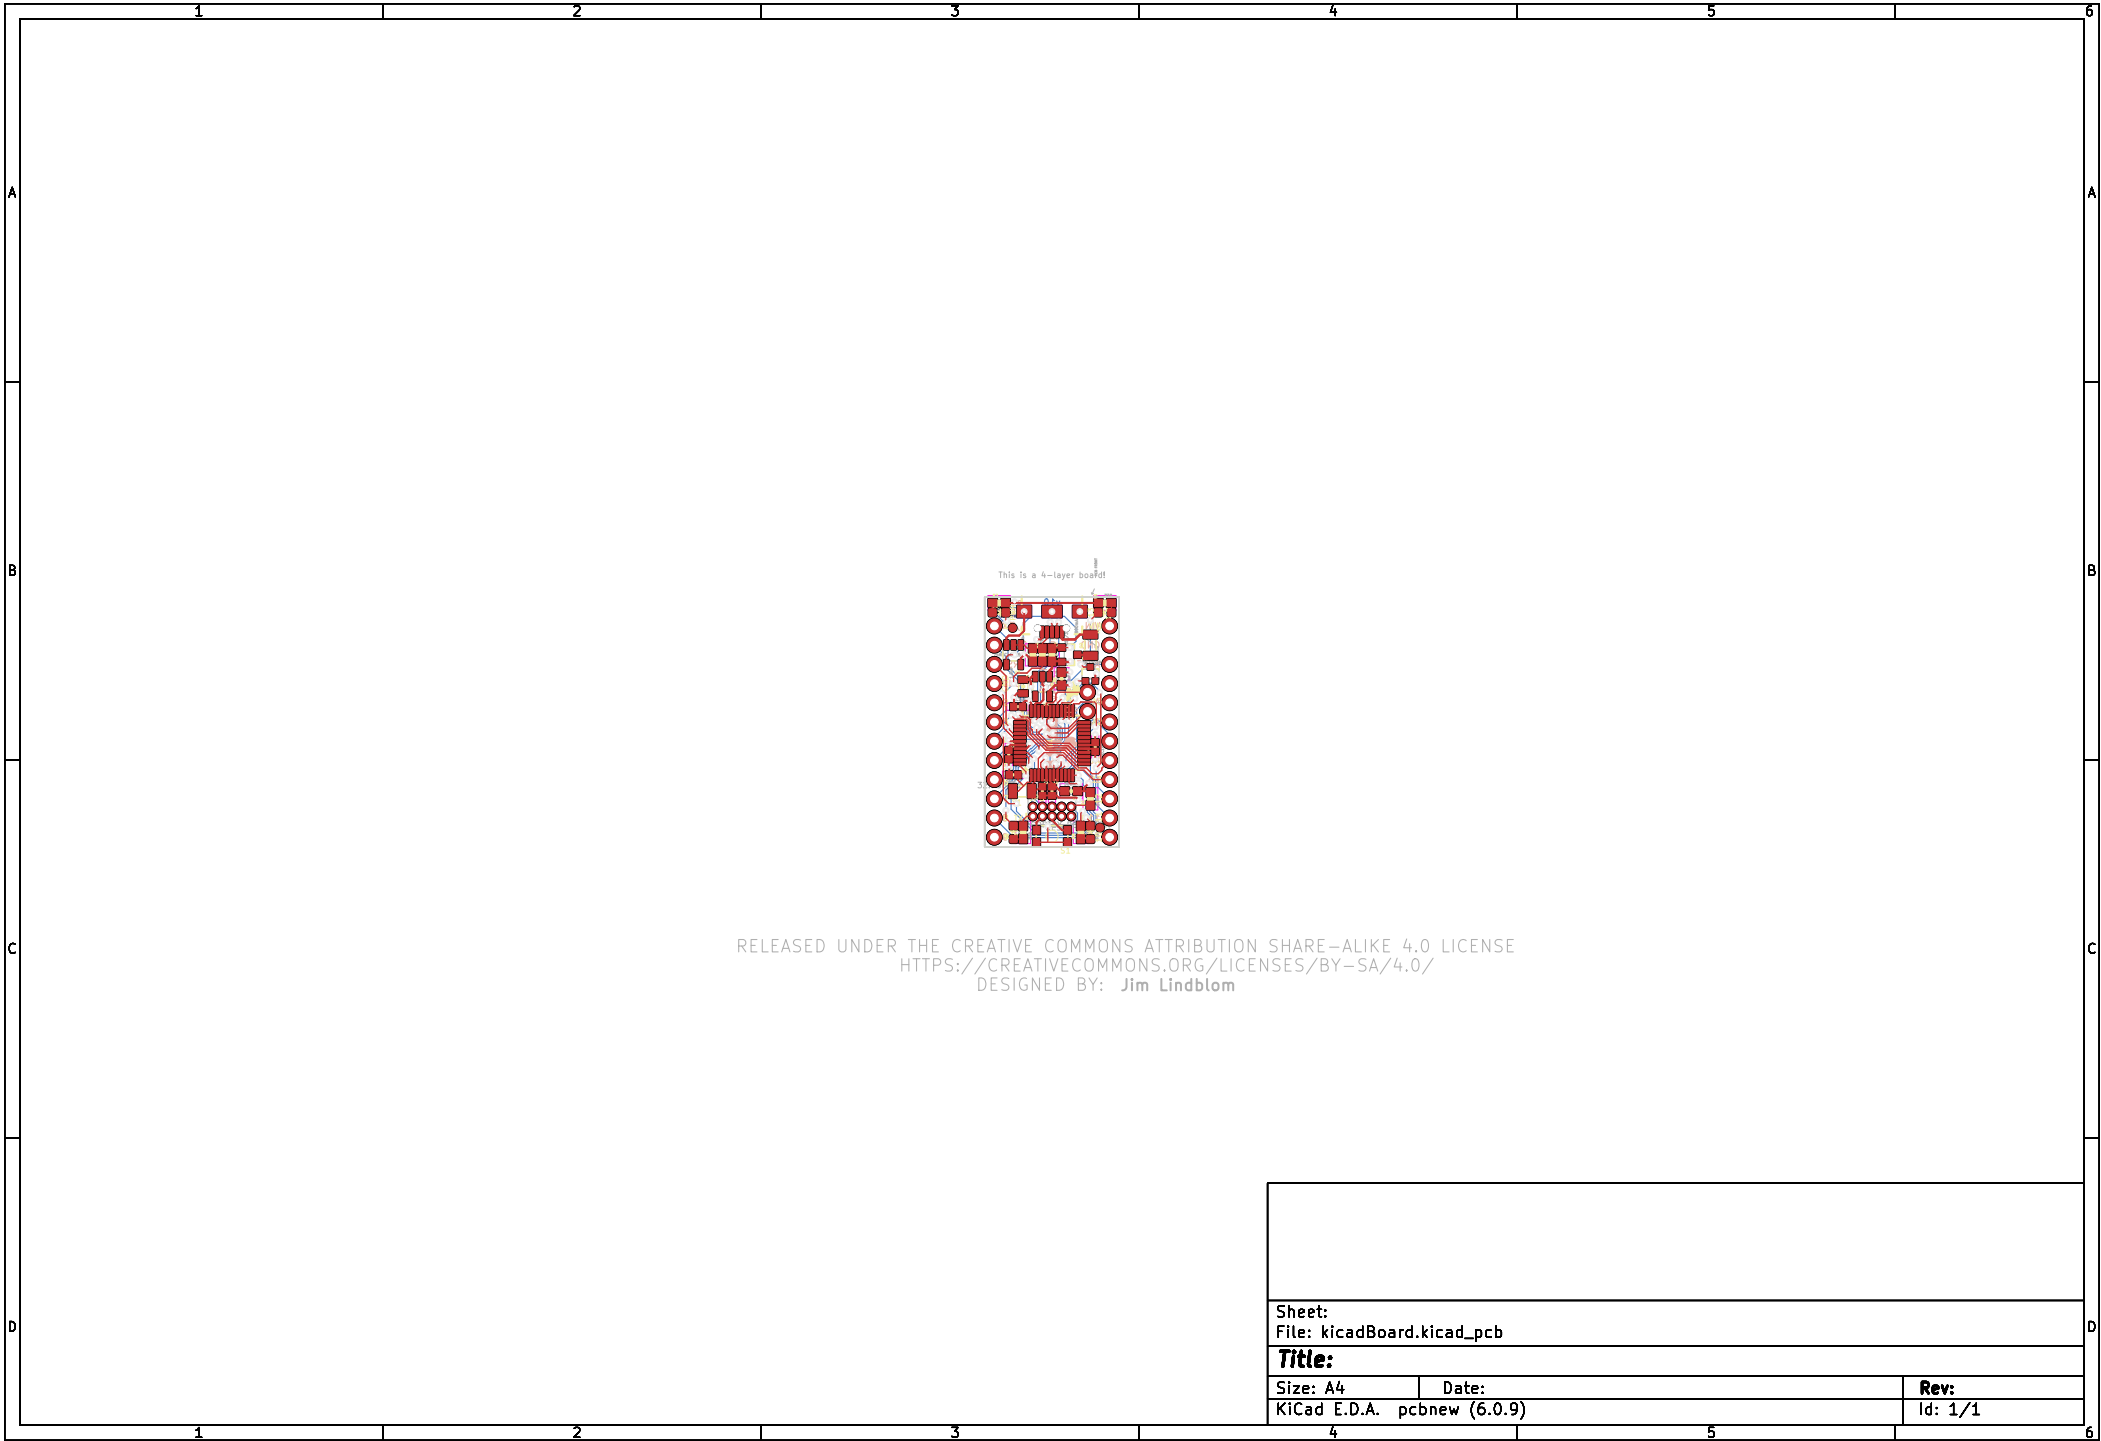 1 2 3 4 5 6
A A
B B
This is a 4-layer board!
v10
3
C C
RELEASED UNDER THE CREATIVE COMMONS ATTRIBUTION SHARE-ALIKE 4.0 LICENSE
HTTPS://CREATIVECOMMONS.ORG/LICENSES/BY-SA/4.0/
DESIGNED BY: Jim Lindblom
Sheet:
File: kicadBoard.kicad_pcb
D D
Title:
Size: A4 Date: Rev:
KiCad E.D.A. pcbnew (6.0.9) Id: 1/1
1 2 3 4 5 6